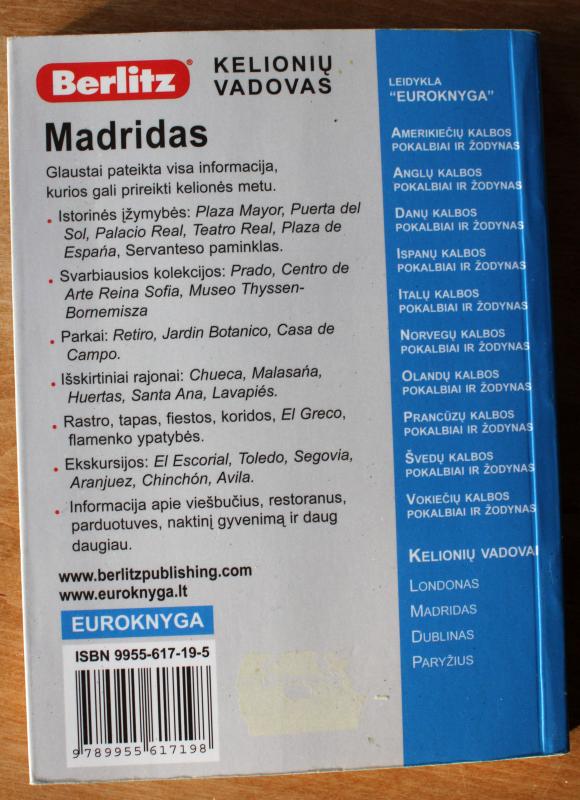 Berlitz®
KELIONIŲ
VADOVAS
Madridas
Glaustai pateikta visa informacija,
kurios gali prireikti kelionės metu.
• Istorinės įžymybės: Plaza Mayor, Puerta del
Sol, Palacio Real, Teatro Real, Plaza de
Espańa, Servanteso paminklas.
• Svarbiausios kolekcijos: Prado, Centro de
Arte Reina Sofia, Museo Thyssen-
Bornemisza
• Parkai: Retiro, Jardin Botanico, Casa de
Campo.
• Išskirtiniai rajonai: Chueca, Malasańa,
Huertas, Santa Ana, Lavapiés.
• Rastro, tapas, fiestos, koridos, El Greco,
flamenko ypatybės.
• Ekskursijos: El Escorial, Toledo, Segovia,
Aranjuez, Chinchón, Avila.
• Informacija apie viešbučius, restoranus,
parduotuves, naktinį gyvenimą ir daug
daugiau.
www.berlitzpublishing.com
www.euroknyga.lt
EUROKNYGA
ISBN 9955-617-19-5
9 789955 617198
LEIDYKLA
"EUROKNYGA"
AMERIKIEČIŲ KALBOS
POKALBIAI IR ŽODYNAS
ANGLŲ KALBOS
POKALBIAI IR ŽODYNAS
DANŲ KALBOS
POKALBIAI IR ŽODYNAS
ISPANŲ KALBOS
POKALBIAI IR ŽODYNAS
ITALŲ KALBOS
POKALBIAI IR ŽODYNAS
NORVEGŲ KALBOS
POKALBIAI IR ŽODYNAS
OLANDŲ KALBOS
POKALBIAI IR ŽODYNAS
PRANCŪZŲ KALBOS
POKALBIAI IR ŽODYNAS
ŠVEDŲ KALBOS
POKALBIAI IR ŽODYNAS
VOKIEČIŲ KALBOS
POKALBIAI IR ŽODYNAS
KELIONIŲ VADOVAI
LONDONAS
MADRIDAS
DUBLINAS
PARYŽIUS